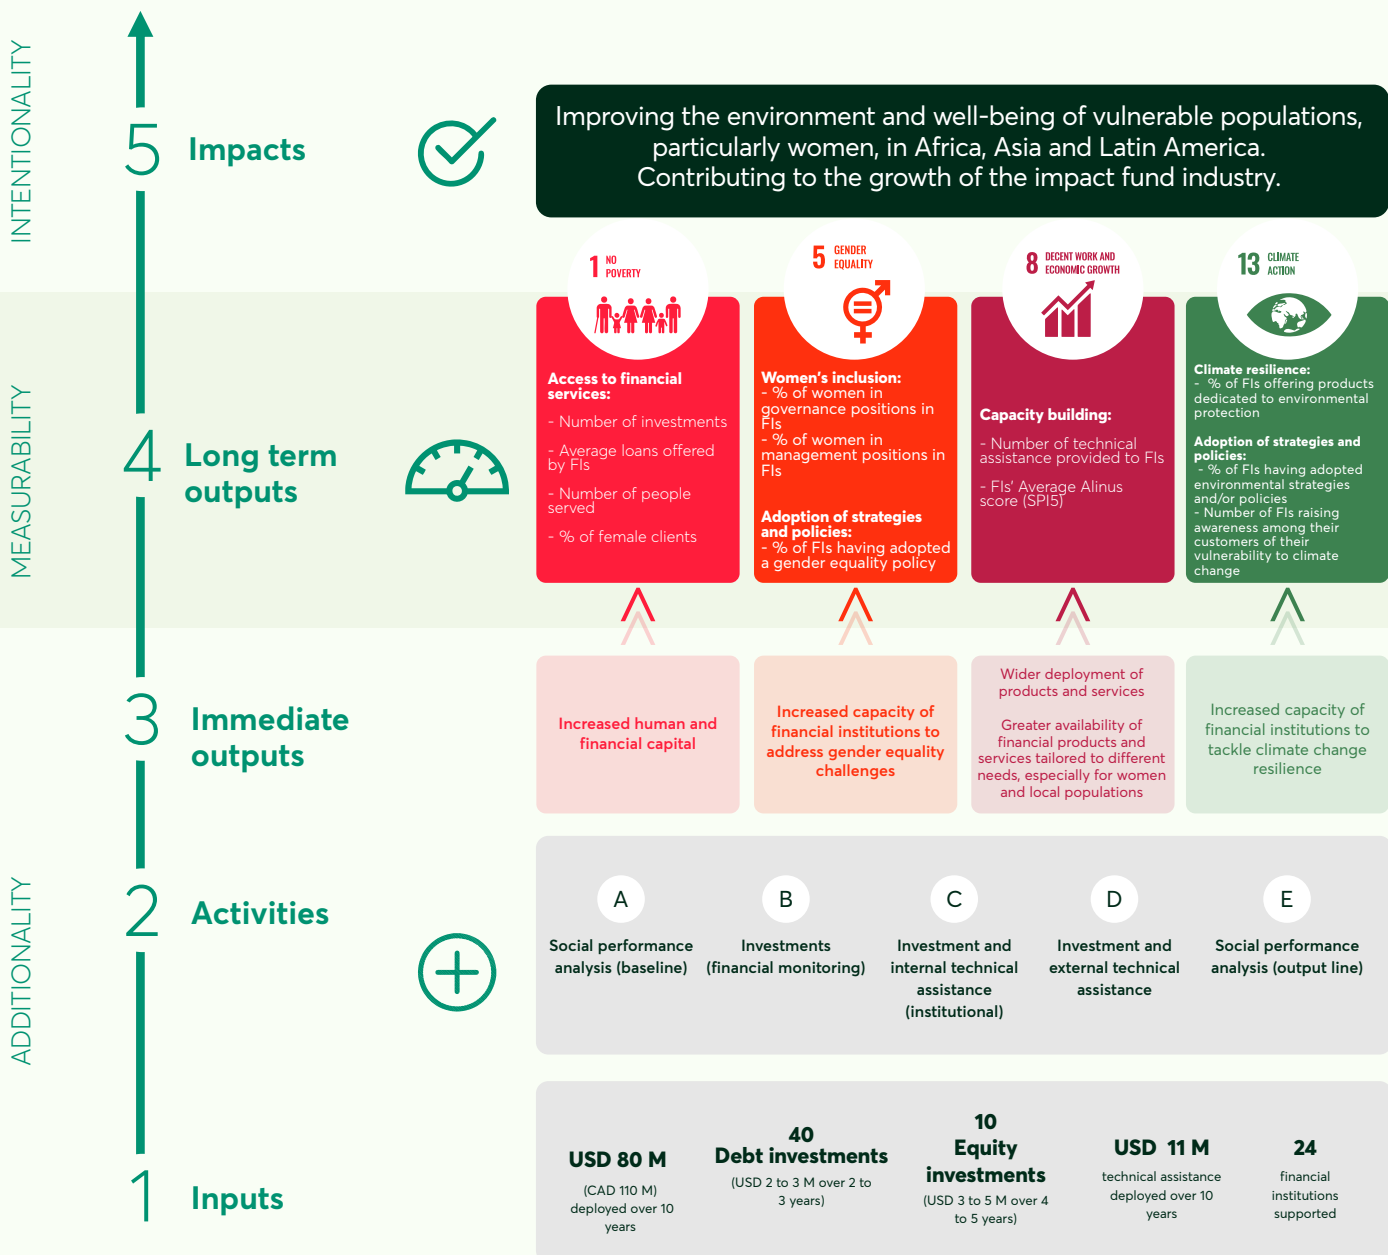 INTENTIONALITY
5
Impacts
Improving the environment and well-being of vulnerable populations,
particularly women, in Africa, Asia and Latin America.
Contributing to the growth of the impact fund industry.
MEASURABILITY
4
Long term
outputs
1 NO
POVERTY
Access to financial
services:
- Number of investments
- Average loans offered
by FIs
- Number of people
served
- % of female clients
5 GENDER
EQUALITY
Women's inclusion:
- % of women in
governance positions in
FIs
- % of women in
management positions in
FIs
Adoption of strategies
and policies:
- % of FIs having adopted
a gender equality policy
8 DECENT WORK AND
ECONOMIC GROWTH
Capacity building:
- Number of technical
assistance provided to FIs
- FIs' Average Alinus
score (SPI5)
13 CLIMATE
ACTION
Climate resilience:
- % of FIs offering products
dedicated to environmental
protection
Adoption of strategies and
policies:
- % of FIs having adopted
environmental strategies
and/or policies
- Number of FIs raising
awareness among their
customers of their
vulnerability to climate
change
3
Immediate
outputs
Increased human and
financial capital
Increased capacity of
financial institutions to
address gender equality
challenges
Wider deployment of
products and services
Greater availability of
financial products and
services tailored to different
needs, especially for women
and local populations
Increased capacity of
financial institutions to
tackle climate change
resilience
ADDITIONALITY
2
Activities
A
Social performance
analysis (baseline)
B
Investments
(financial monitoring)
C
Investment and
internal technical
assistance
(institutional)
D
Investment and
external technical
assistance
E
Social performance
analysis (output line)
1
Inputs
USD 80 M
(CAD 110 M)
deployed over 10
years
40
Debt investments
(USD 2 to 3 M over 2 to
3 years)
10
Equity
investments
(USD 3 to 5 M over 4
to 5 years)
USD 11 M
technical assistance
deployed over 10
years
24
financial
institutions
supported